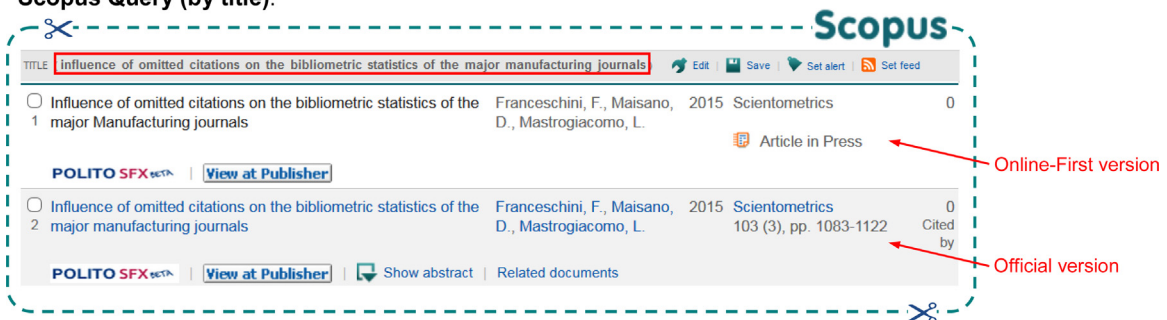 Scopus Query (by title):
Scopus
TITLE influence of omitted citations on the bibliometric statistics of the major manufacturing journals Edit | Save | Set alert | Set feed
Influence of omitted citations on the bibliometric statistics of the Franceschini, F., Maisano, 2015 Scientometrics 0
1 major Manufacturing journals D., Mastrogiacomo, L.
Article in Press
Online-First version
POLITO SFX BETA | View at Publisher
Influence of omitted citations on the bibliometric statistics of the Franceschini, F., Maisano, 2015 Scientometrics 0
2 major manufacturing journals D., Mastrogiacomo, L. 103 (3), pp. 1083-1122 Cited
by
Official version
POLITO SFX BETA | View at Publisher | Show abstract | Related documents